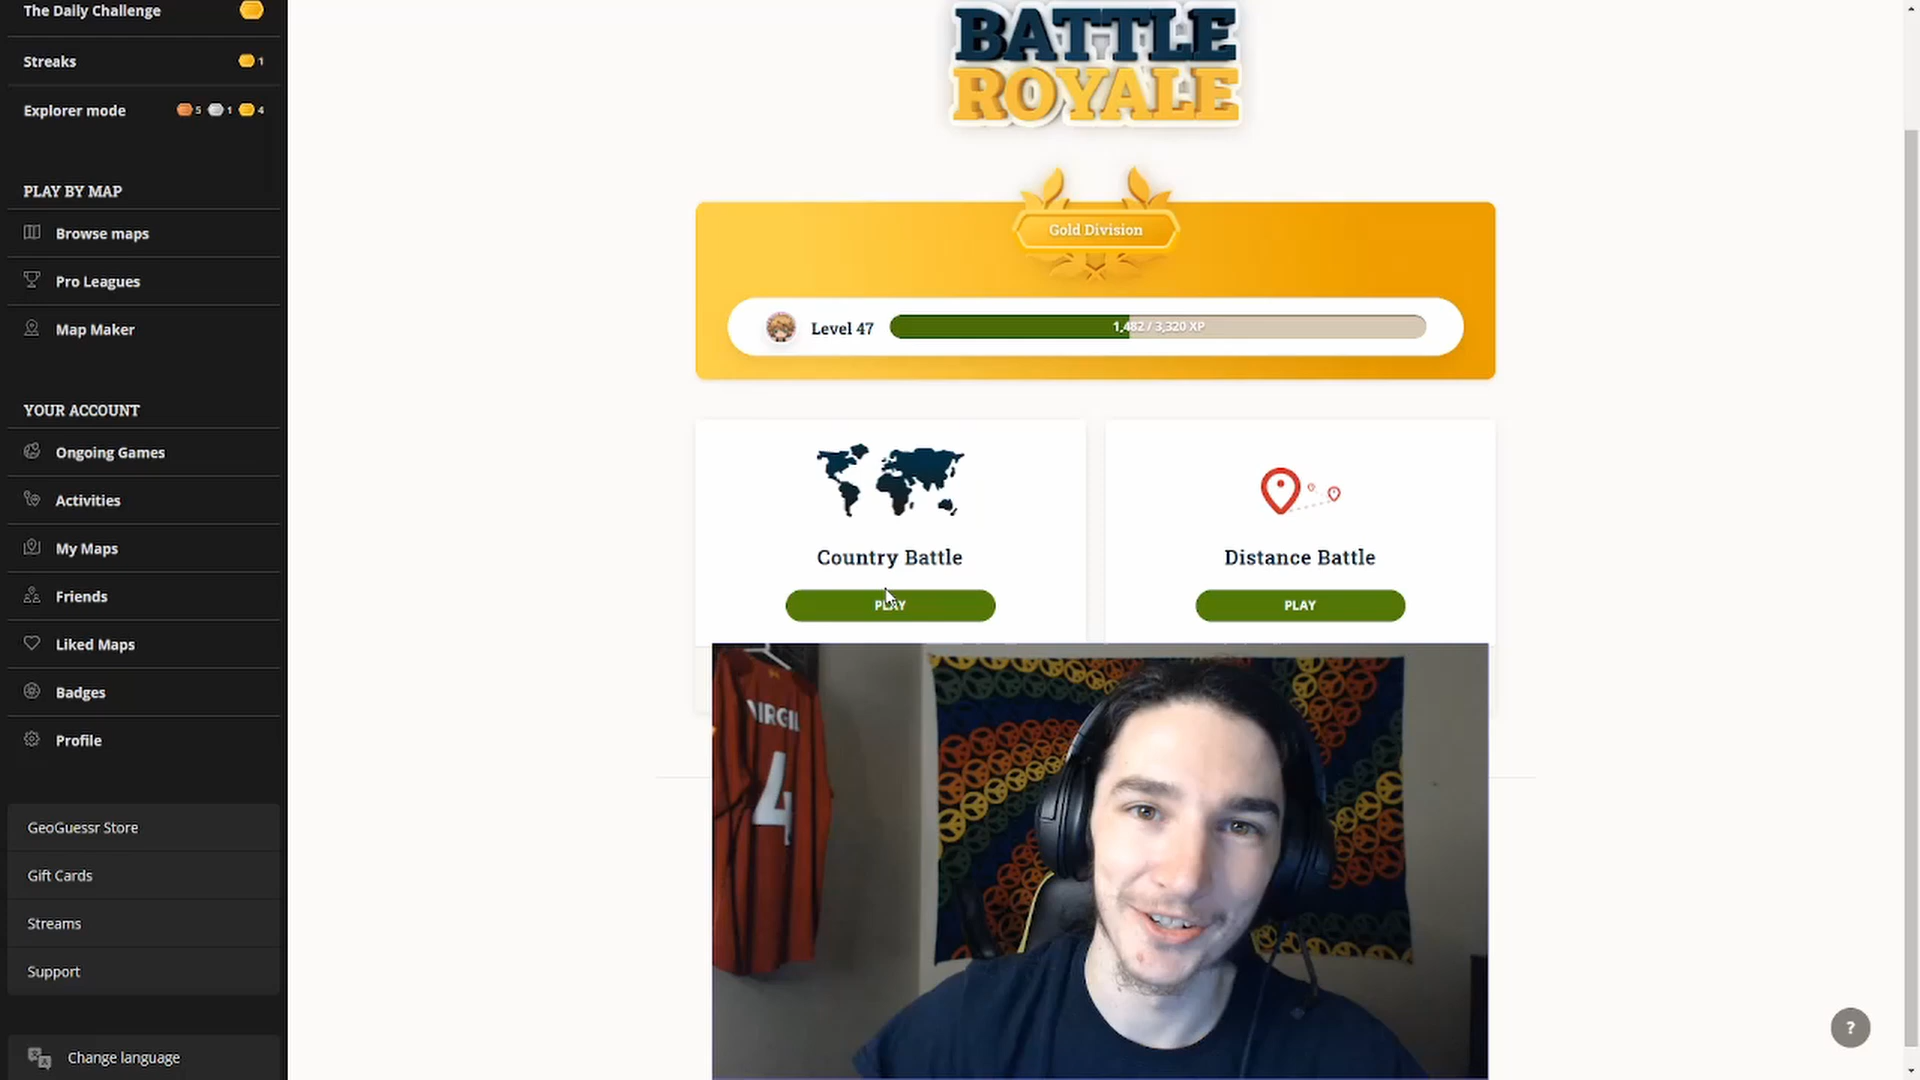 The Daily Challenge
Streaks
1
Explorer mode
5
1
4
PLAY BY MAP
Browse maps
Pro Leagues
Map Maker
YOUR ACCOUNT
Ongoing Games
Activities
My Maps
Friends
Liked Maps
Badges
Profile
GeoGuessr Store
Gift Cards
Streams
Support
Change language
BATTLE
ROYALE
Gold Division
Level 47
1,482 / 3,320 XP
Country Battle
PLAY
Distance Battle
PLAY
VIRGIL
4
?